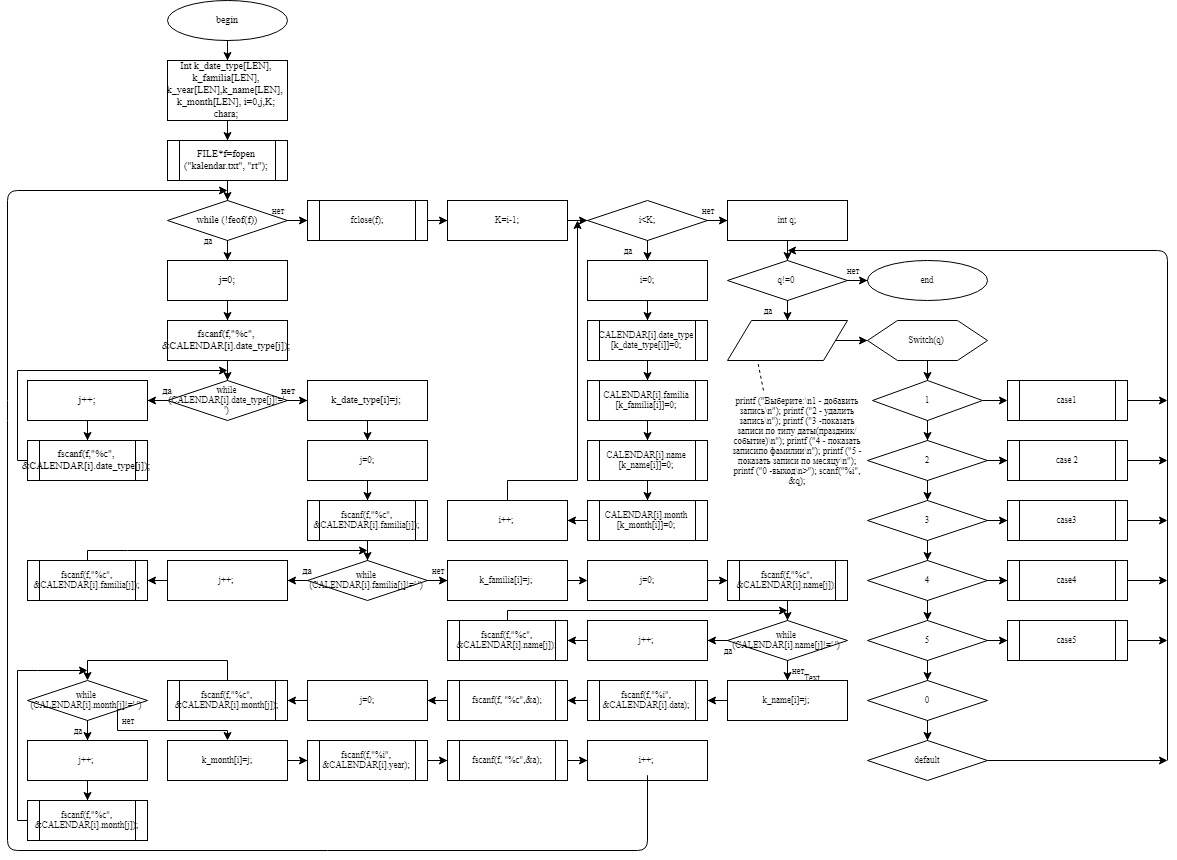 begin
Int k_date_type[LEN],
k_familia[LEN],
k_year[LEN],k_name[LEN],
k_month[LEN], i=0,j,K;
chara;
FILE*f=fopen
("kalendar.txt", "rt");
while (!feof(f))
нет
да
fclose(f);
K=i-1;
i<K;
нет
да
int q;
j=0;
i=0;
q!=0
нет
да
end
fscanf(f,"%c",
&CALENDAR[i].date_type[j]);
CALENDAR[i].date_type
[k_date_type[i]]=0;
Switch(q)
while
(CALENDAR[i].date_type[j]!='
')
да
нет
j++;
k_date_type[i]=j;
CALENDAR[i].familia
[k_familia[i]]=0;
printf ("Выберите:\n1 - добавить
запись\n"); printf ("2 - удалить
запись\n"); printf ("3 -показать
записи по типу даты(праздник/
событие)\n"); printf ("4 - показать
записипо фамилии\n"); printf ("5 -
показать записи по месяцу\n");
printf ("0 -выход\n>"); scanf("%i",
&q);
1
case1
fscanf(f,"%c",
&CALENDAR[i].date_type[j]);
j=0;
CALENDAR[i].name
[k_name[i]]=0;
2
case 2
fscanf(f,"%c",
&CALENDAR[i].familia[j]);
i++;
CALENDAR[i].month
[k_month[i]]=0;
3
case3
fscanf(f,"%c",
&CALENDAR[i].familia[j]);
j++;
да
while
(CALENDAR[i].familia[j]!=' ')
нет
k_familia[i]=j;
j=0;
fscanf(f,"%c",
&CALENDAR[i].name[j]);
4
case4
fscanf(f,"%c",
&CALENDAR[i].name[j]);
j++;
да
while
(CALENDAR[i].name[j]!=' ')
нет
Text
5
case5
while
(CALENDAR[i].month[j]!=' ')
да
нет
fscanf(f,"%c",
&CALENDAR[i].month[j]);
j=0;
fscanf(f, "%c",&a);
fscanf(f,"%i",
&CALENDAR[i].data);
k_name[i]=j;
0
j++;
k_month[i]=j;
fscanf(f,"%i",
&CALENDAR[i].year);
fscanf(f, "%c",&a);
i++;
default
fscanf(f,"%c",
&CALENDAR[i].month[j]);